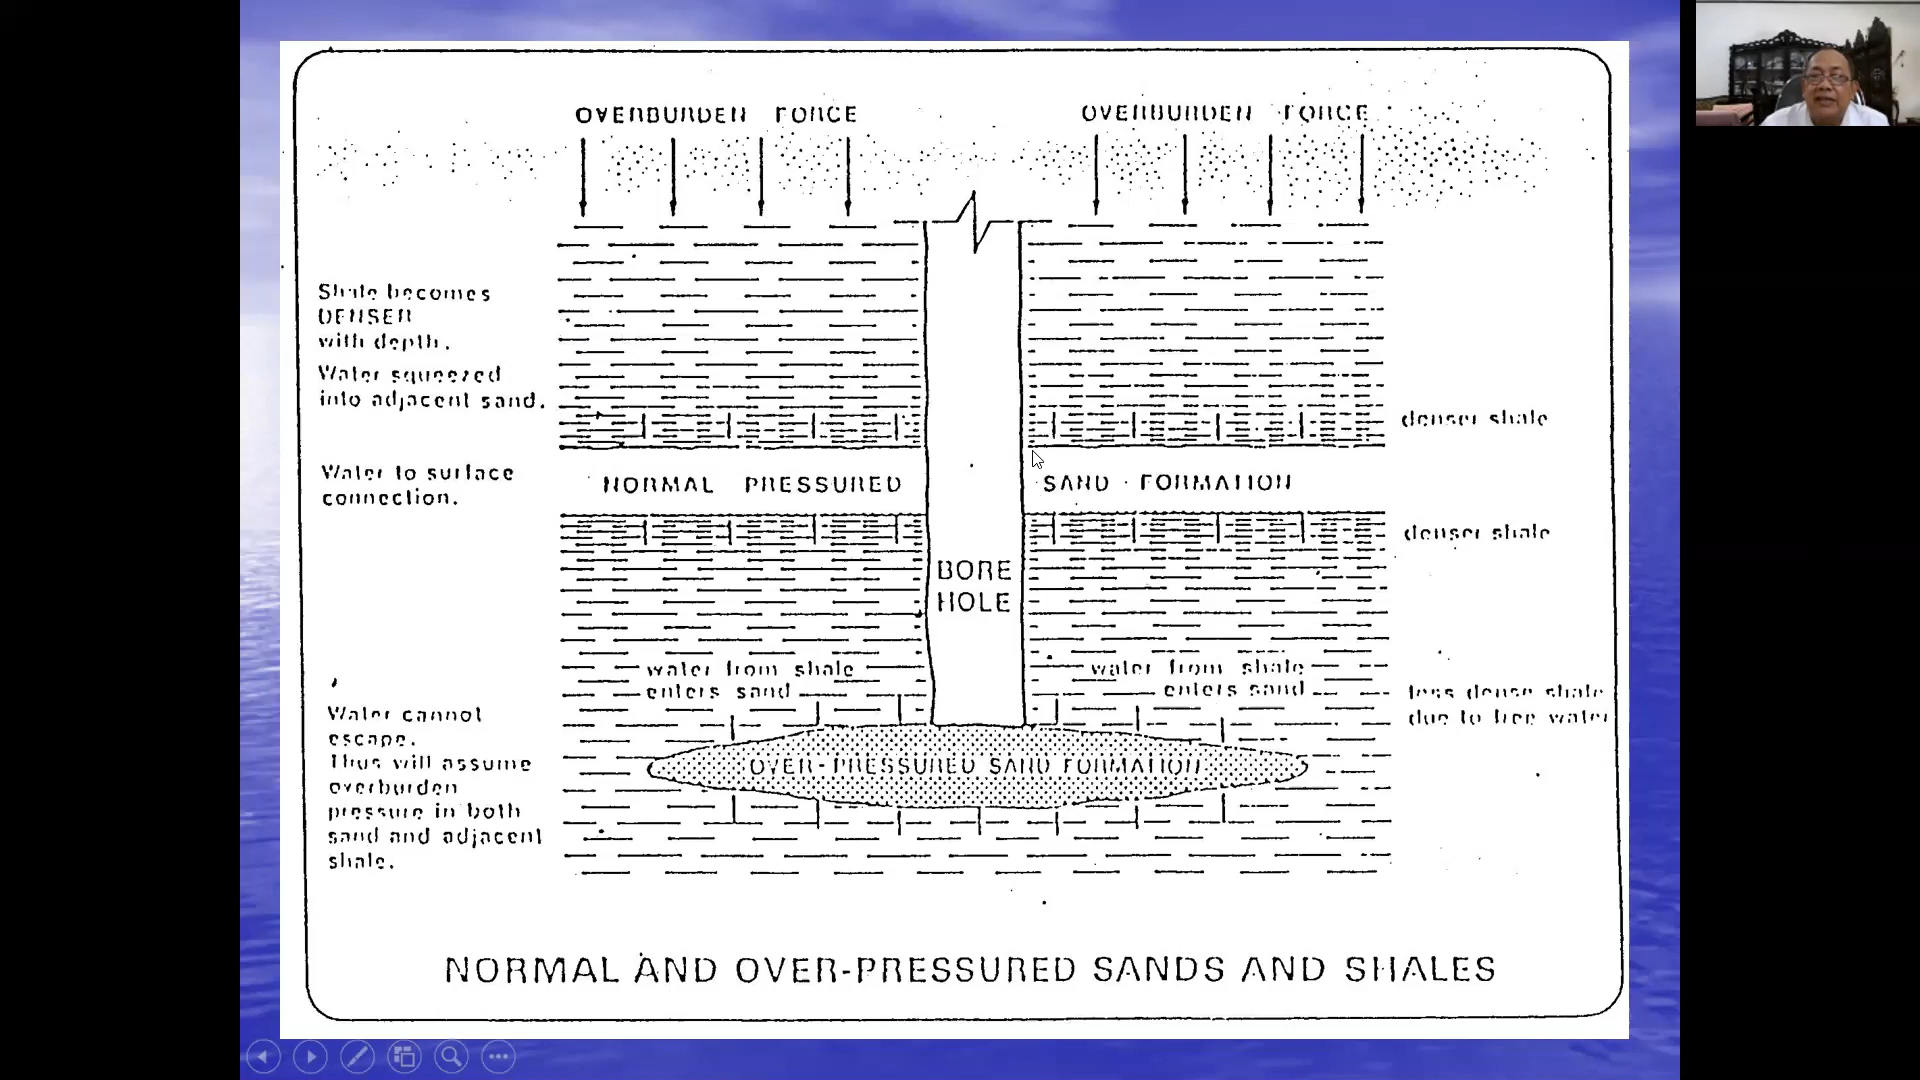 OVERBURDEN FORCE
OVERBURDEN FORCE
Shale becomes
DENSER
with depth.
Water squeezed
into adjacent sand.
denser shale
Water to surface
connection.
NORMAL PRESSURED
SAND FORMATION
denser shale
BORE
HOLE
water from shale
enters sand
water from shale
enters sand
less dense shale
due to free water
Water cannot
escape.
Thus will assume
overburden
pressure in both
sand and adjacent
shale.
OVER-PRESSURED SAND FORMATION
NORMAL AND OVER-PRESSURED SANDS AND SHALES